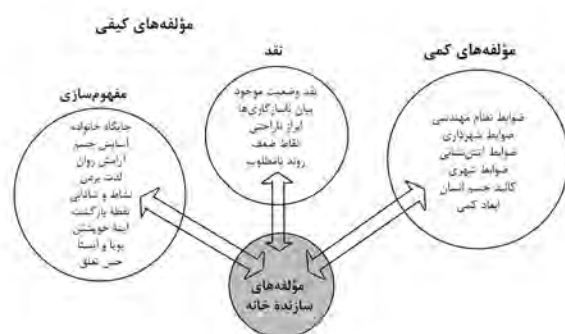 مؤلفه‌های کیفی
مؤلفه‌های کمی
ضوابط نظام مهندسی
ضوابط شهرداری
ضوابط آتش‌نشانی
ضوابط شهری
کالبد جسم انسان
ابعاد کمی
نقد
نقد وضعیت موجود
بیان ناسازگاری‌ها
ابراز ناراحتی
نقاط ضعف
روند نامطلوب
مفهوم‌سازی
جایگاه خانواده
آسایش جسم
آرامش روان
لذت بردن
نشاط و شادابی
نقطهٔ بازگشت
آینهٔ خویشتن
پویا و ایستا
حس تعلق
مؤلفه‌های
سازندهٔ خانه